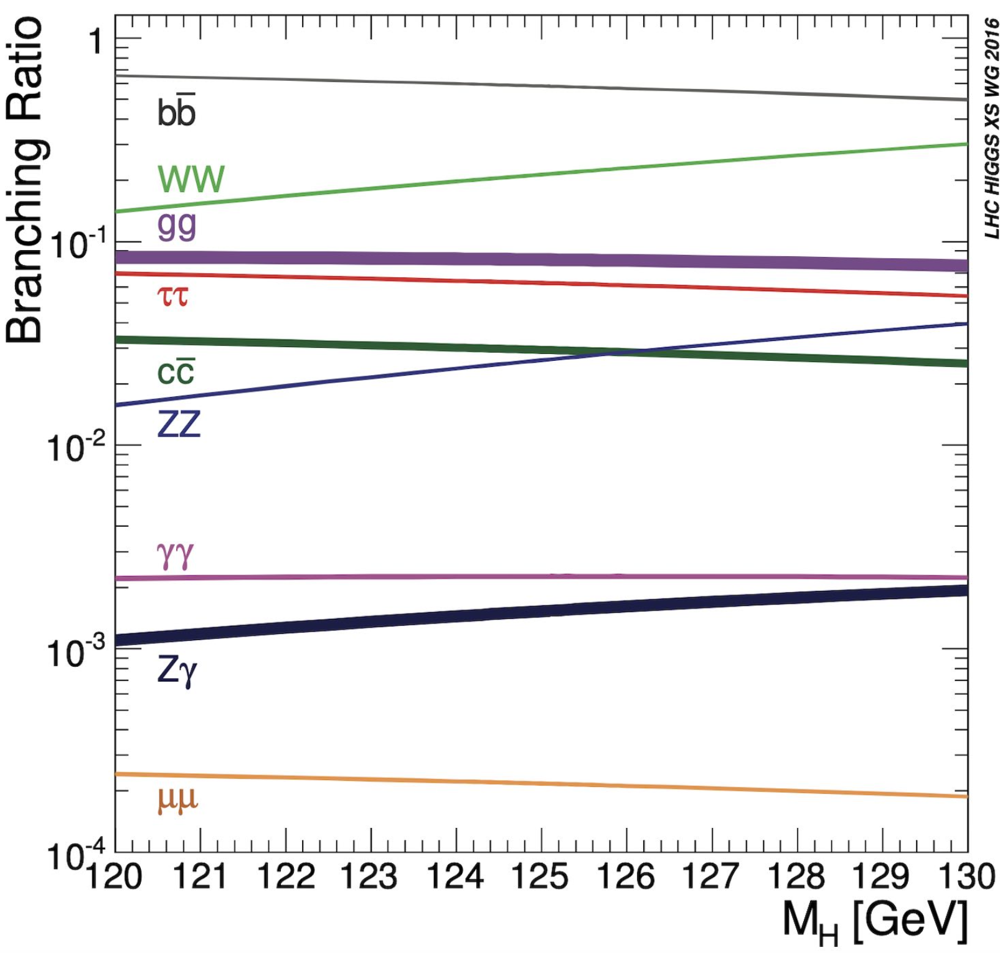 Branching Ratio
LHC HIGGS XS WG 2016
1
10⁻¹
10⁻²
10⁻³
10⁻⁴
bb̅
WW
gg
ττ
cc̅
ZZ
γγ
Zγ
μμ
120 121 122 123 124 125 126 127 128 129 130
M_H [GeV]